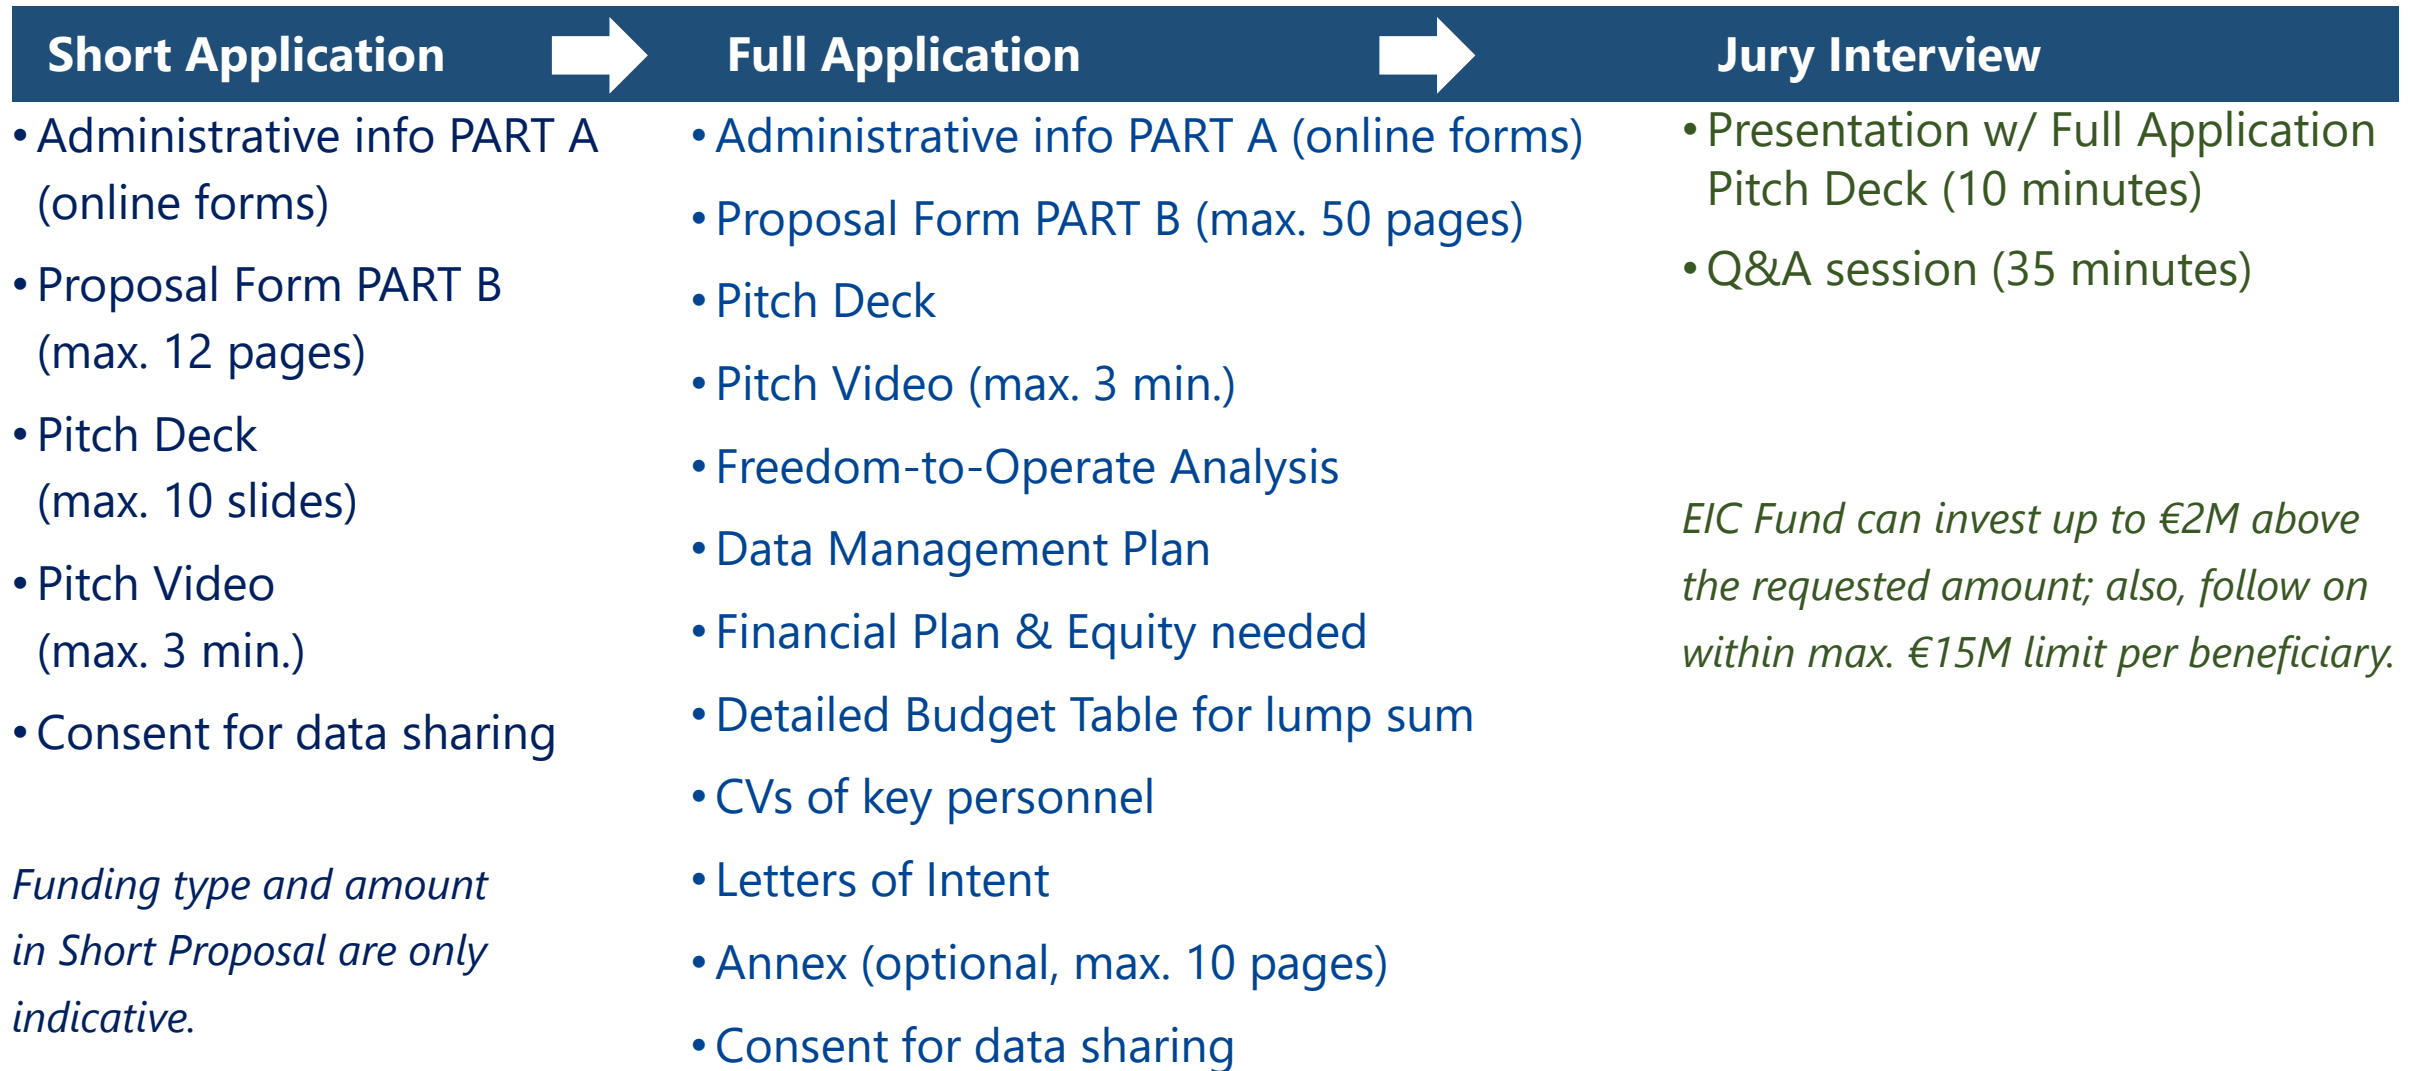 Short Application
Full Application
Jury Interview
• Administrative info PART A
(online forms)
• Proposal Form PART B
(max. 12 pages)
• Pitch Deck
(max. 10 slides)
• Pitch Video
(max. 3 min.)
• Consent for data sharing
Funding type and amount
in Short Proposal are only
indicative.
• Administrative info PART A (online forms)
• Proposal Form PART B (max. 50 pages)
• Pitch Deck
• Pitch Video (max. 3 min.)
• Freedom-to-Operate Analysis
• Data Management Plan
• Financial Plan & Equity needed
• Detailed Budget Table for lump sum
• CVs of key personnel
• Letters of Intent
• Annex (optional, max. 10 pages)
• Consent for data sharing
• Presentation w/ Full Application
Pitch Deck (10 minutes)
• Q&A session (35 minutes)
EIC Fund can invest up to €2M above
the requested amount; also, follow on
within max. €15M limit per beneficiary.